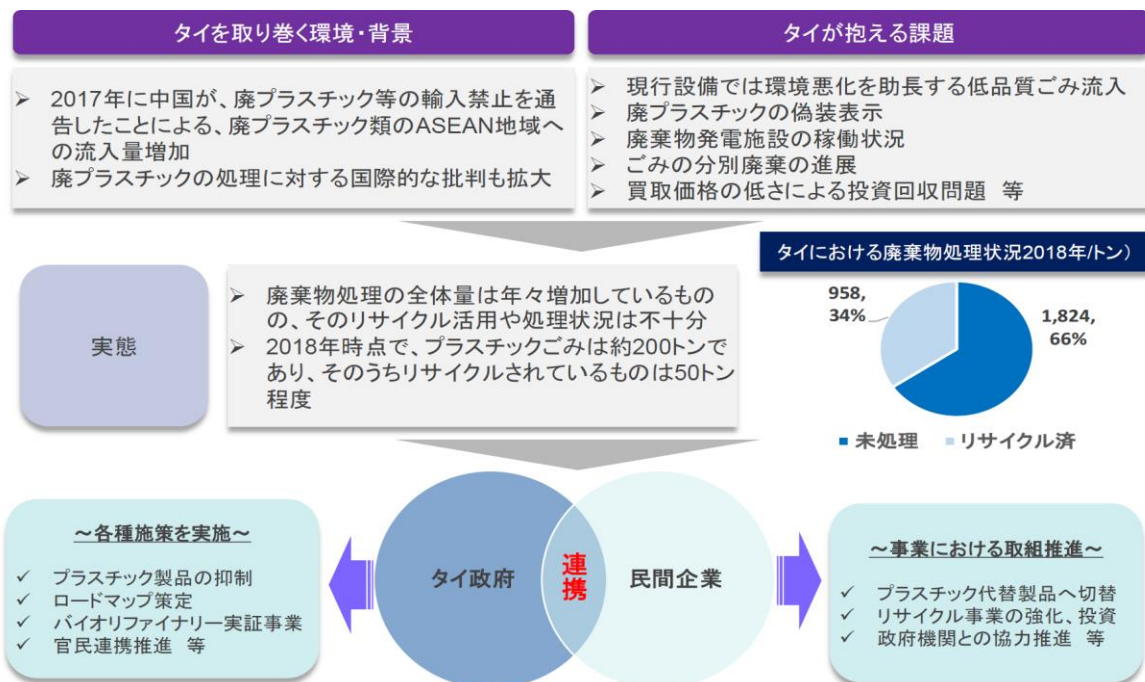 タイを取り巻く環境・背景
➢ 2017年に中国が、廃プラスチック等の輸入禁止を通
告したことによる、廃プラスチック類のASEAN地域へ
の流入量増加
➢ 廃プラスチックの処理に対する国際的な批判も拡大
タイが抱える課題
➢ 現行設備では環境悪化を助長する低品質ごみ流入
➢ 廃プラスチックの偽装表示
➢ 廃棄物発電施設の稼働状況
➢ ごみの分別廃棄の進展
➢ 買取価格の低さによる投資回収問題 等
実態
➢ 廃棄物処理の全体量は年々増加しているもの
の、そのリサイクル活用や処理状況は不十分
➢ 2018年時点で、プラスチックごみは約200トンで
あり、そのうちリサイクルされているものは50トン
程度
タイにおける廃棄物処理状況2018年/トン）
958,
34%
1,824,
66%
未処理 リサイクル済
～各種施策を実施～
✓ プラスチック製品の抑制
✓ ロードマップ策定
✓ バイオリファイナリー実証事業
✓ 官民連携推進 等
タイ政府
連携
民間企業
～事業における取組推進～
✓ プラスチック代替製品へ切替
✓ リサイクル事業の強化、投資
✓ 政府機関との協力推進 等